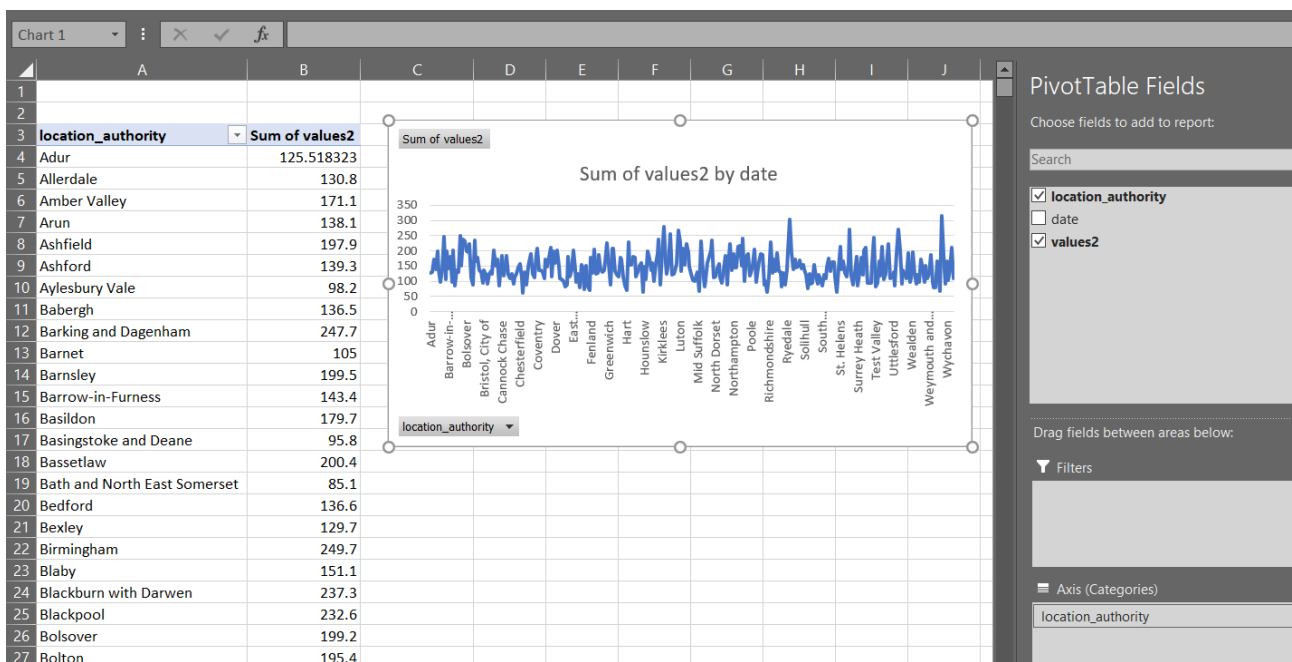 Chart 1 fx
A B C D E F G H I J
1
2
3 location_authority Sum of values2
4 Adur 125.518323
5 Allerdale 130.8
6 Amber Valley 171.1
7 Arun 138.1
8 Ashfield 197.9
9 Ashford 139.3
10 Aylesbury Vale 98.2
11 Babergh 136.5
12 Barking and Dagenham 247.7
13 Barnet 105
14 Barnsley 199.5
15 Barrow-in-Furness 143.4
16 Basildon 179.7
17 Basingstoke and Deane 95.8
18 Bassetlaw 200.4
19 Bath and North East Somerset 85.1
20 Bedford 136.6
21 Bexley 129.7
22 Birmingham 249.7
23 Blaby 151.1
24 Blackburn with Darwen 237.3
25 Blackpool 232.6
26 Bolsover 199.2
27 Bolton 195.4
Sum of values2
Sum of values2 by date
350
300
250
200
150
100
50
0
Adur
Barrow-in-...
Bolsover
Bristol, City of
Cannock Chase
Chesterfield
Coventry
Dover
East...
Fenland
Greenwich
Hart
Hounslow
Kirklees
Luton
Mid Suffolk
North Dorset
Northampton
Poole
Richmondshire
Ryedale
Solihull
South...
St. Helens
Surrey Heath
Test Valley
Uttlesford
Wealden
Weymouth and...
Wychavon
location_authority
PivotTable Fields
Choose fields to add to report:
Search
location_authority
date
values2
Drag fields between areas below:
Filters
Axis (Categories)
location_authority